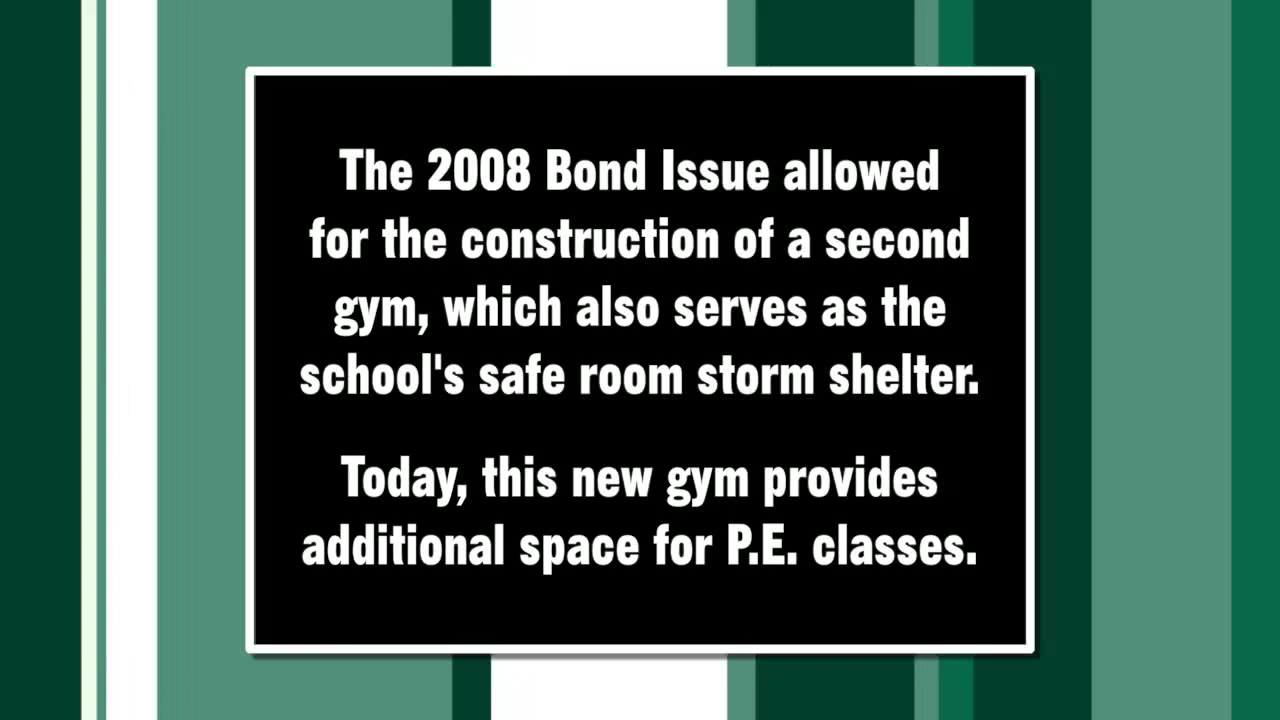 The 2008 Bond Issue allowed
for the construction of a second
gym, which also serves as the
school's safe room storm shelter.
Today, this new gym provides
additional space for P.E. classes.